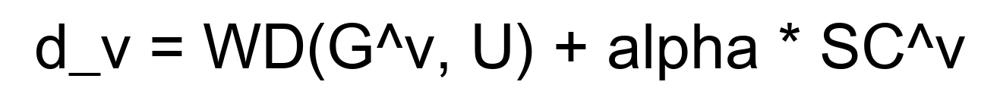 d_v = WD(G^v, U) + alpha * SC^v